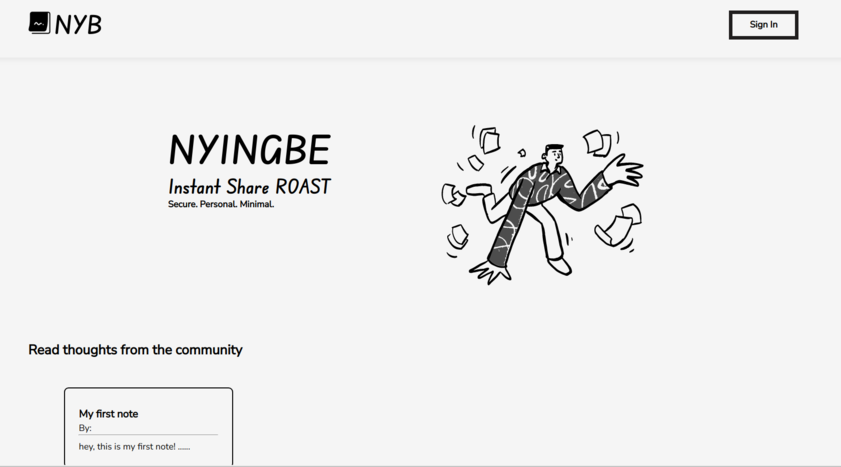 NYB
Sign In
NYINGBE
Instant Share ROAST
Secure. Personal. Minimal.
Read thoughts from the community
My first note
By:
hey, this is my first note! ......